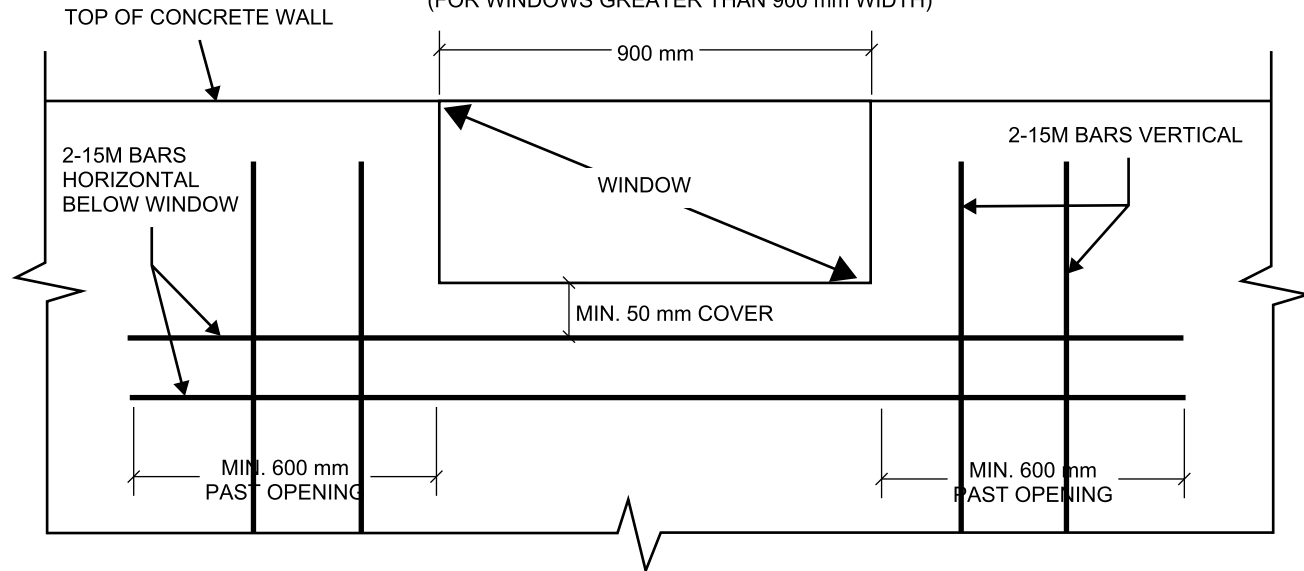 (FOR WINDOWS GREATER THAN 900 mm WIDTH)
TOP OF CONCRETE WALL
900 mm
2-15M BARS VERTICAL
2-15M BARS
HORIZONTAL
BELOW WINDOW
WINDOW
MIN. 50 mm COVER
MIN. 600 mm
PAST OPENING
MIN. 600 mm
PAST OPENING